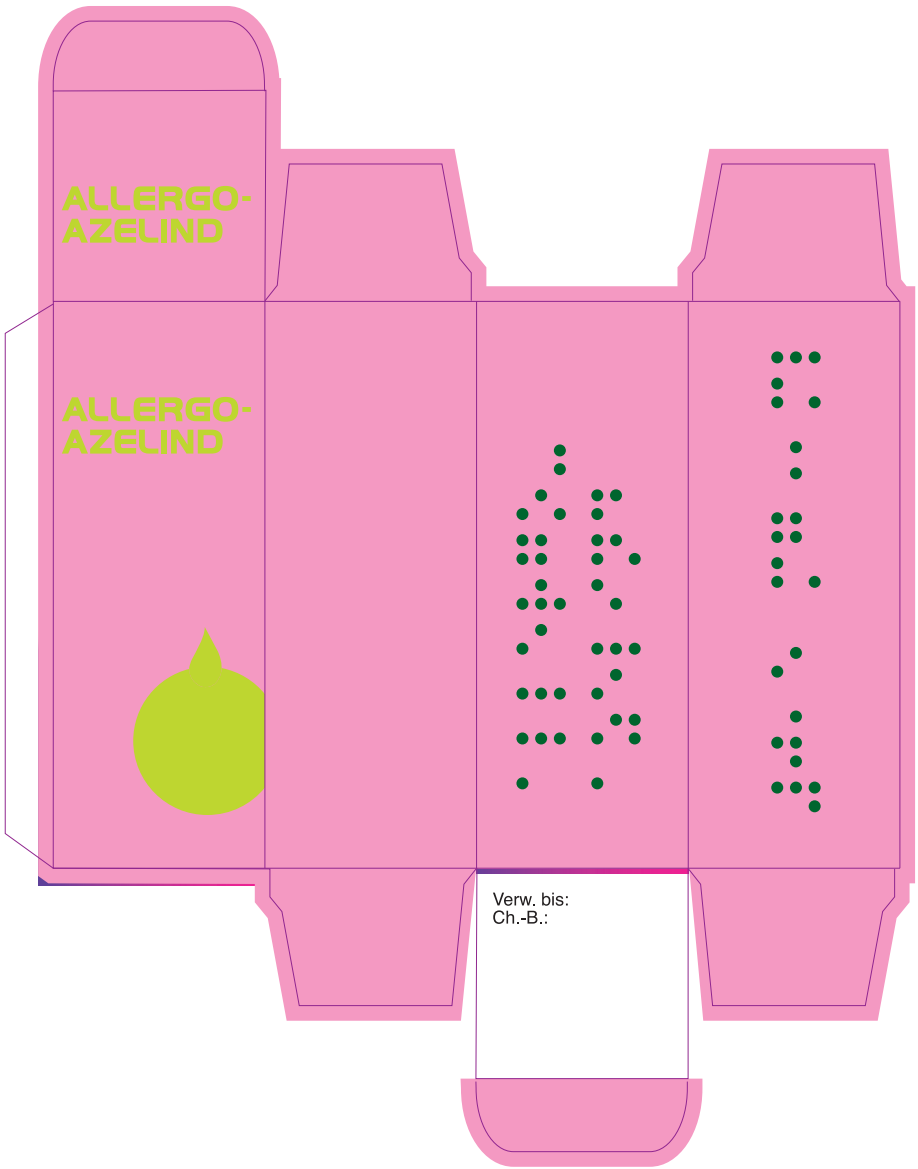 ALLERGO-
AZELIND
ALLERGO-
AZELIND
⠁⠇⠇⠑⠗⠛⠕⠤
⠁⠵⠑⠇⠊⠝⠙
⠼⠚⠂⠑⠀⠍⠛⠐⠂⠍⠇
Verw. bis:
Ch.-B.: